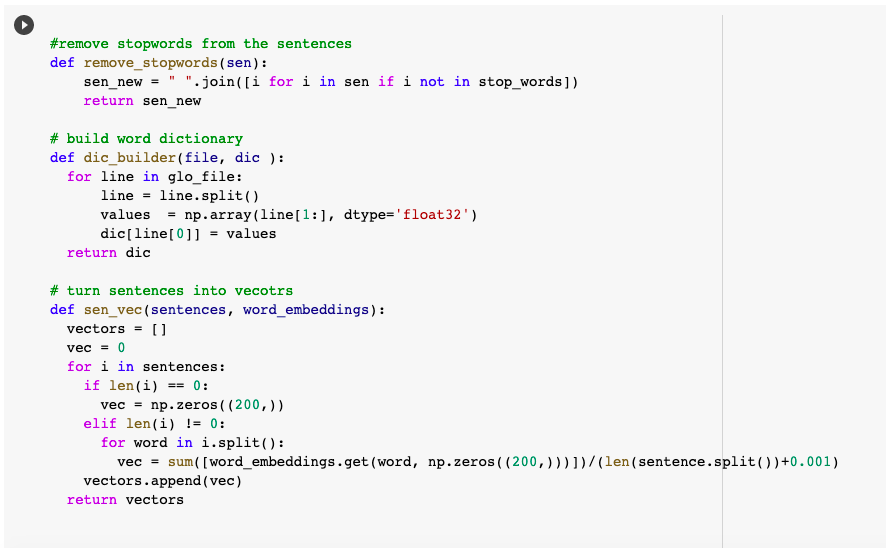 #remove stopwords from the sentences
def remove_stopwords(sen):
    sen_new = " ".join([i for i in sen if i not in stop_words])
    return sen_new

# build word dictionary
def dic_builder(file, dic ):
  for line in glo_file:
      line = line.split()
      values  = np.array(line[1:], dtype='float32')
      dic[line[0]] = values
  return dic

# turn sentences into vecotrs
def sen_vec(sentences, word_embeddings):
  vectors = []
  vec = 0
  for i in sentences:
    if len(i) == 0:
      vec = np.zeros((200,))
    elif len(i) != 0:
      for word in i.split():
        vec = sum([word_embeddings.get(word, np.zeros((200,)))])/(len(sentence.split())+0.001)
    vectors.append(vec)
  return vectors